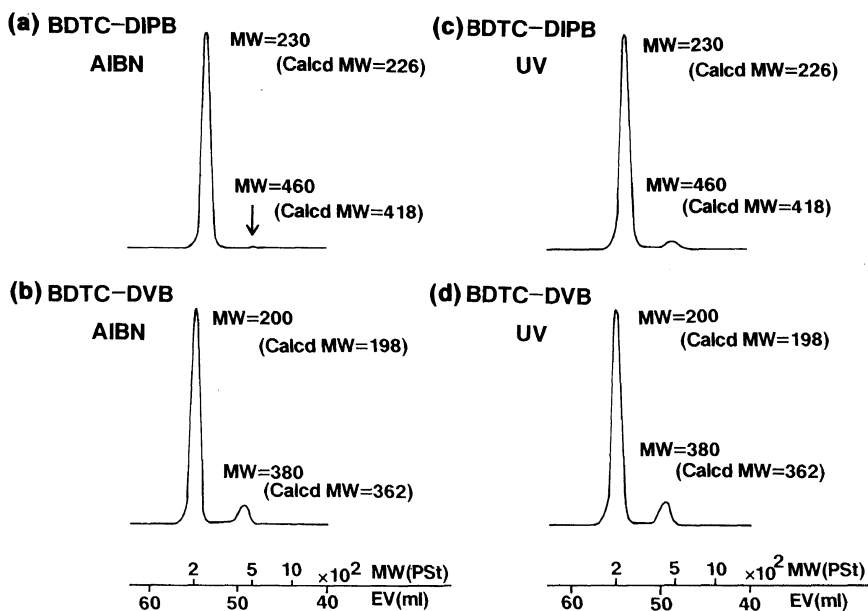 (a) BDTC-DIPB
AIBN
MW=230
(Calcd MW=226)
MW=460
(Calcd MW=418)
(c) BDTC-DIPB
UV
MW=230
(Calcd MW=226)
MW=460
(Calcd MW=418)
(b) BDTC-DVB
AIBN
MW=200
(Calcd MW=198)
MW=380
(Calcd MW=362)
(d) BDTC-DVB
UV
MW=200
(Calcd MW=198)
MW=380
(Calcd MW=362)
2 5 10 ×10² MW(PSt)
60 50 40 EV(ml)
2 5 10 ×10² MW(PSt)
60 50 40 EV(ml)